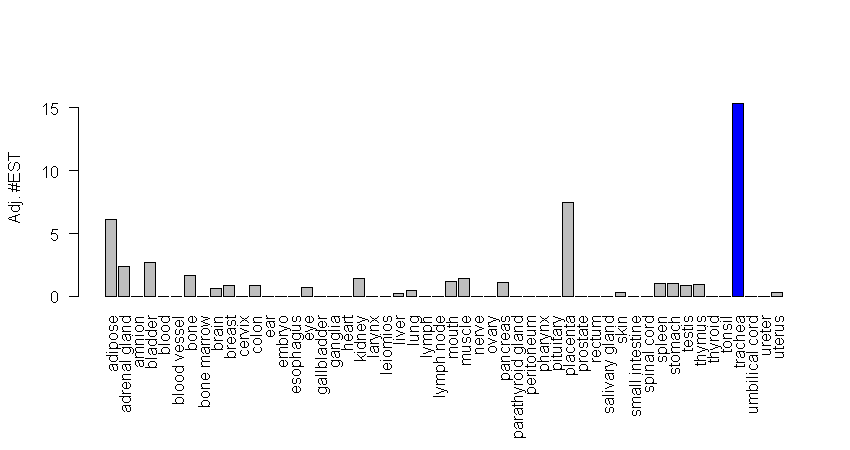 Adj. #EST
15
10
5
0
adipose
adrenal gland
amnion
bladder
blood
blood vessel
bone
bone marrow
brain
breast
cervix
colon
ear
embryo
esophagus
eye
gallbladder
ganglia
heart
kidney
larynx
leiomios
liver
lung
lymph
lymph node
mouth
muscle
nerve
ovary
pancreas
parathyroid gland
peritoneum
pharynx
pituitary
placenta
prostate
rectum
salivary gland
skin
small intestine
spinal cord
spleen
stomach
testis
thymus
thyroid
tonsil
trachea
umbilical cord
ureter
uterus